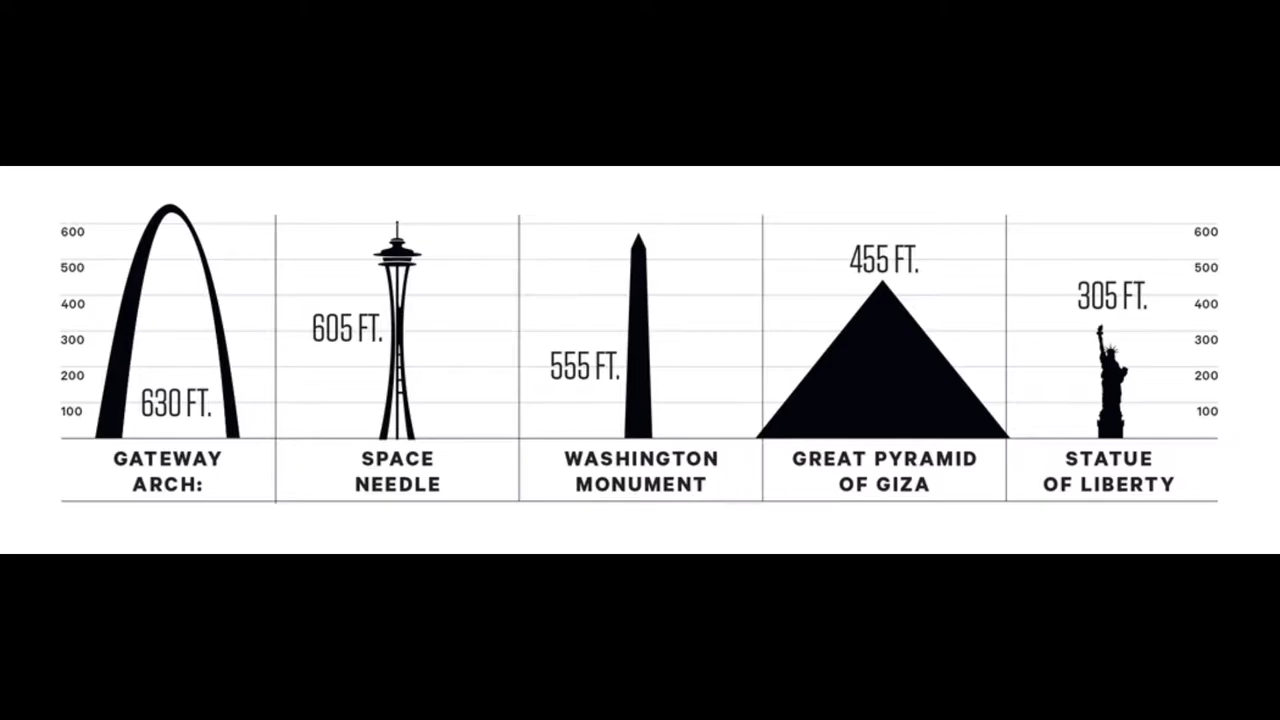 600
500
400
300
200
100
630 FT.
GATEWAY
ARCH:
605 FT.
SPACE
NEEDLE
555 FT.
WASHINGTON
MONUMENT
455 FT.
GREAT PYRAMID
OF GIZA
305 FT.
STATUE
OF LIBERTY
600
500
400
300
200
100